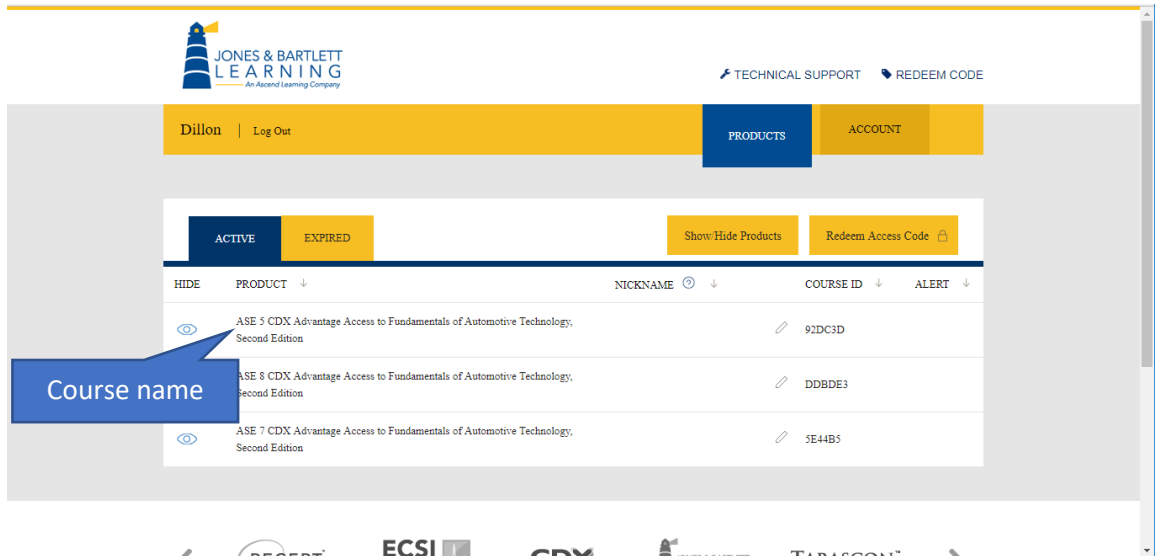 JONES & BARTLETT
LEARNING
An Ascend Learning Company
TECHNICAL SUPPORT REDEEM CODE
Dillon | Log Out PRODUCTS ACCOUNT
ACTIVE EXPIRED Show/Hide Products Redeem Access Code
HIDE PRODUCT NICKNAME ? COURSE ID ALERT
ASE 5 CDX Advantage Access to Fundamentals of Automotive Technology,
Second Edition
92DC3D
Course name
ASE 8 CDX Advantage Access to Fundamentals of Automotive Technology,
Second Edition
DDBDE3
ASE 7 CDX Advantage Access to Fundamentals of Automotive Technology,
Second Edition
5E44B5
ECSI